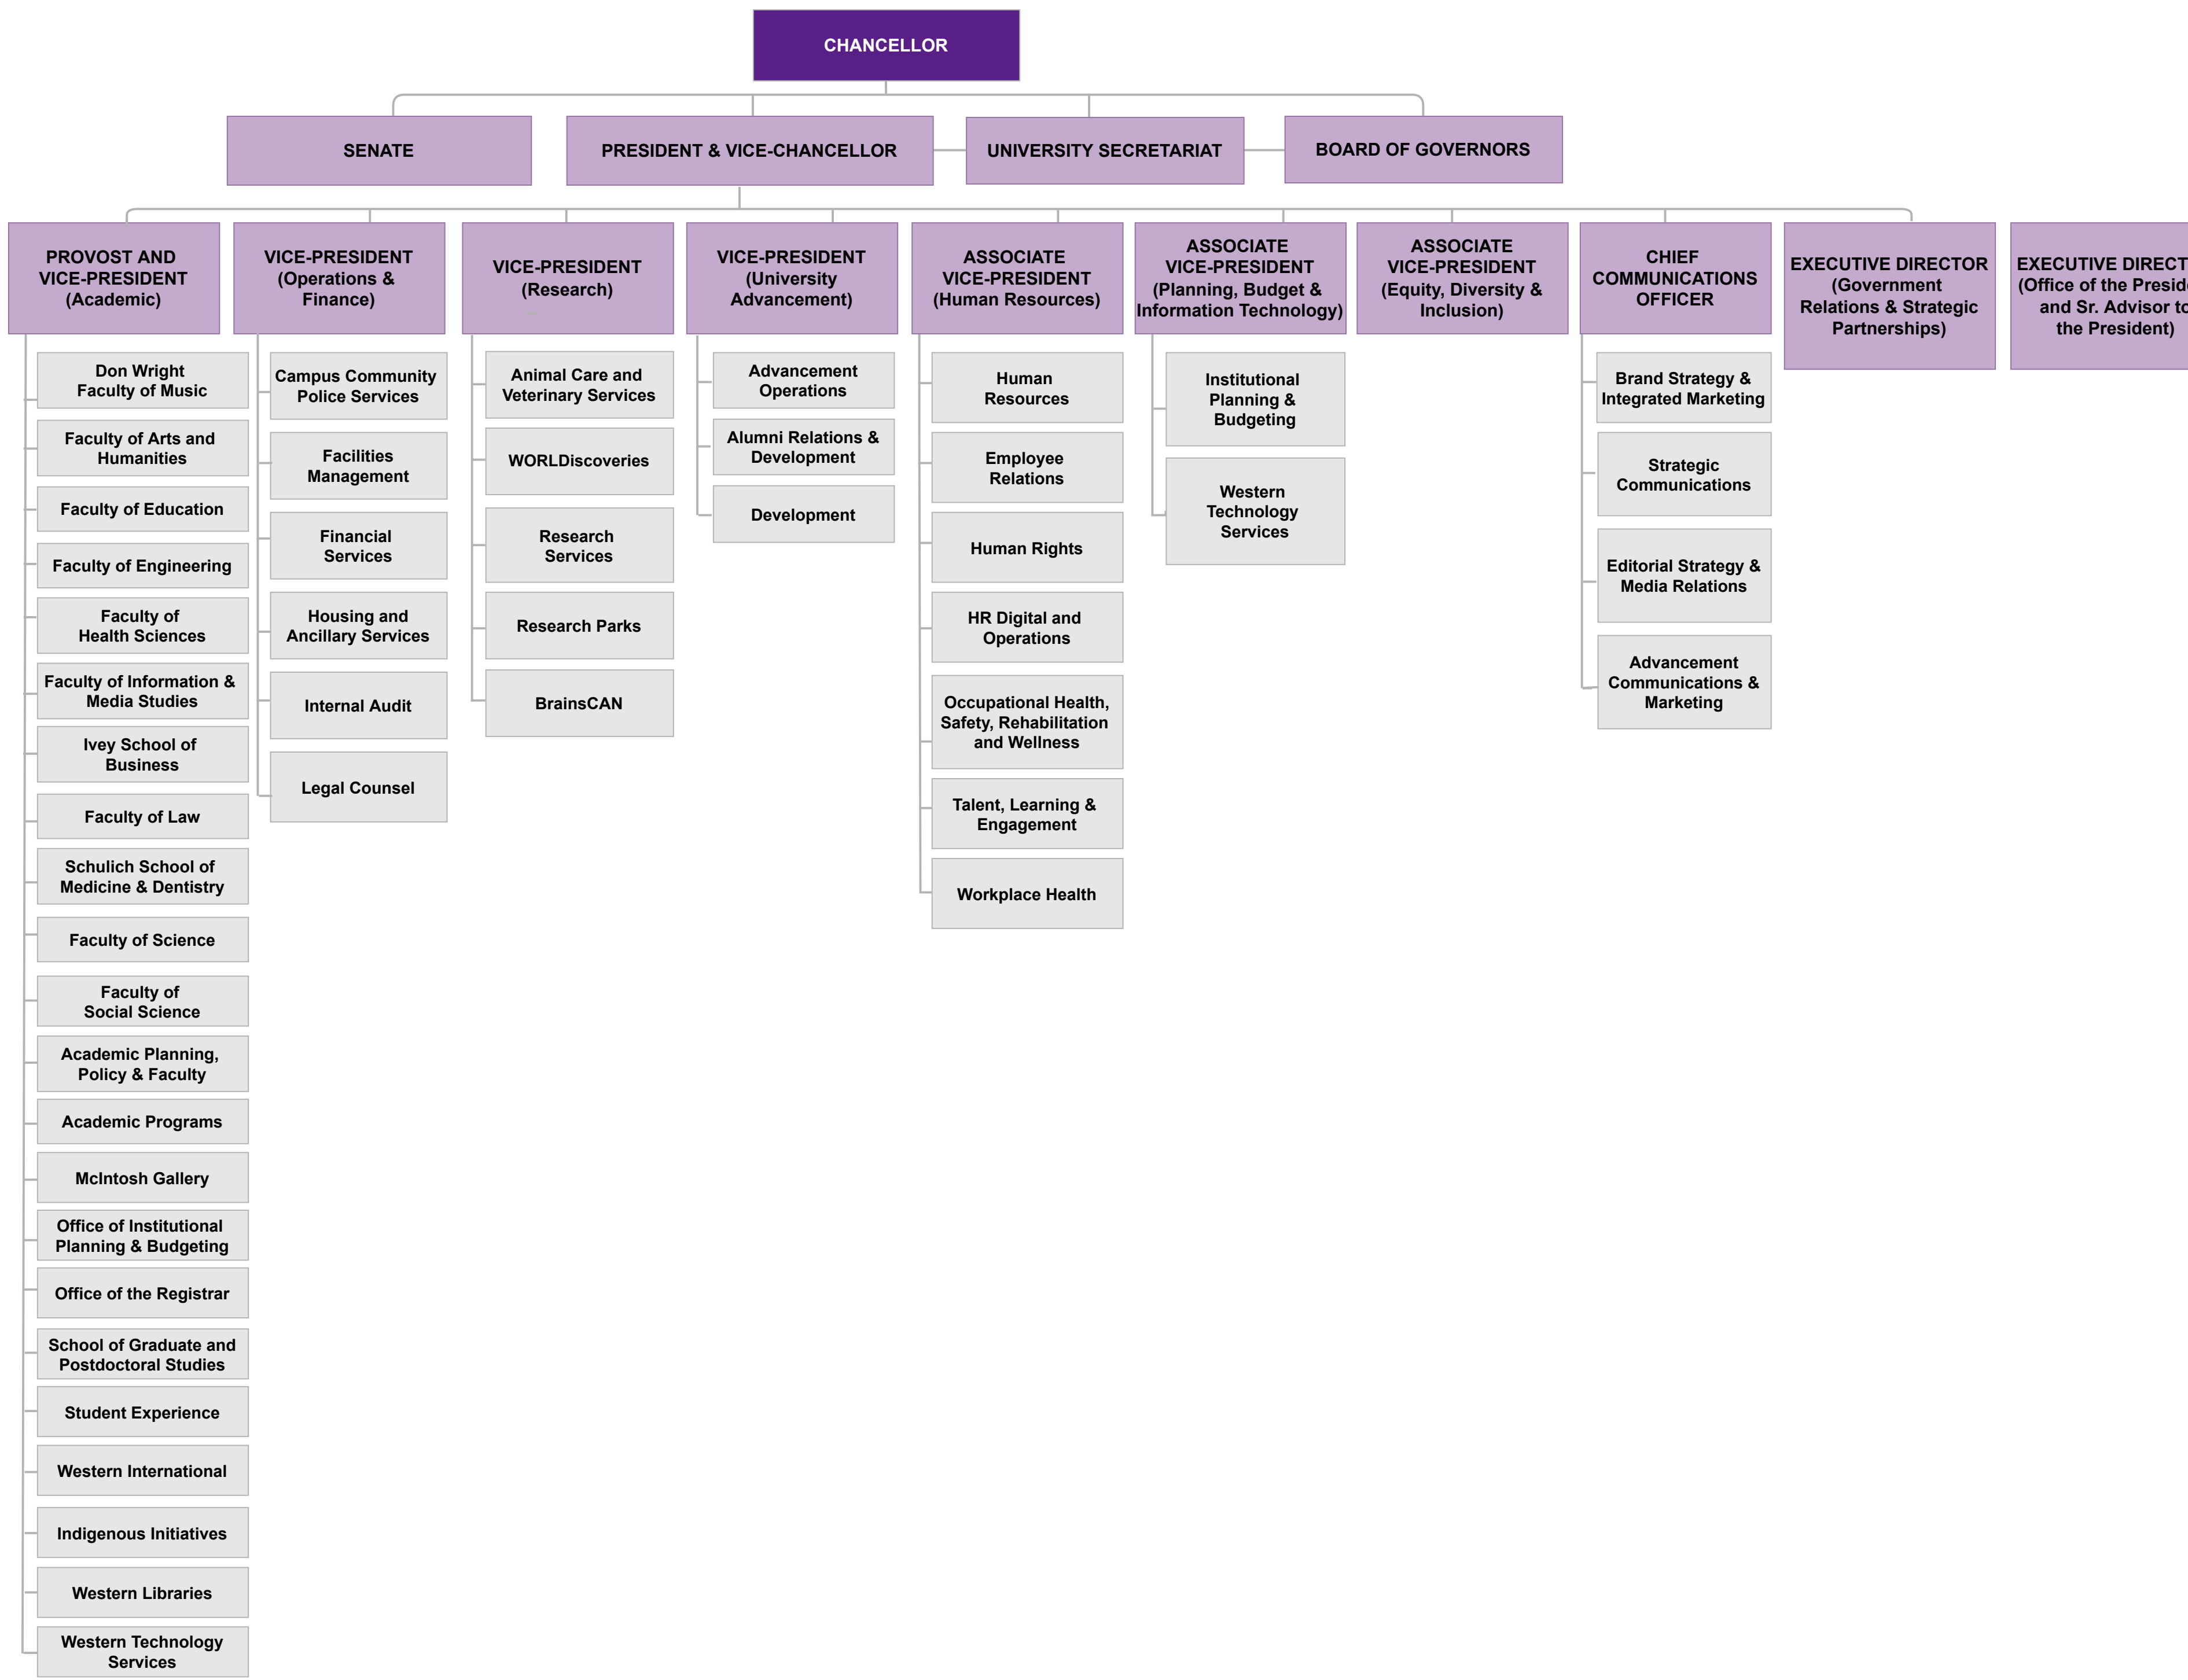 CHANCELLOR
SENATE
PRESIDENT & VICE-CHANCELLOR
UNIVERSITY SECRETARIAT
BOARD OF GOVERNORS
PROVOST AND
VICE-PRESIDENT
(Academic)
VICE-PRESIDENT
(Operations &
Finance)
VICE-PRESIDENT
(Research)
VICE-PRESIDENT
(University
Advancement)
ASSOCIATE
VICE-PRESIDENT
(Human Resources)
ASSOCIATE
VICE-PRESIDENT
(Planning, Budget &
Information Technology)
ASSOCIATE
VICE-PRESIDENT
(Equity, Diversity &
Inclusion)
CHIEF
COMMUNICATIONS
OFFICER
EXECUTIVE DIRECTOR
(Government
Relations & Strategic
Partnerships)
EXECUTIVE
(Office of the
and Sr. Advisor to
the President)
Don Wright
Faculty of Music
Faculty of Arts and
Humanities
Faculty of Education
Faculty of Engineering
Faculty of
Health Sciences
Faculty of Information &
Media Studies
Ivey School of
Business
Faculty of Law
Schulich School of
Medicine & Dentistry
Faculty of Science
Faculty of
Social Science
Academic Planning,
Policy & Faculty
Academic Programs
McIntosh Gallery
Office of Institutional
Planning & Budgeting
Office of the Registrar
School of Graduate and
Postdoctoral Studies
Student Experience
Western International
Indigenous Initiatives
Western Libraries
Western Technology
Services
Campus Community
Police Services
Facilities
Management
Financial
Services
Housing and
Ancillary Services
Internal Audit
Legal Counsel
Animal Care and
Veterinary Services
WORLDiscoveries
Research
Services
Research Parks
BrainsCAN
Advancement
Operations
Alumni Relations &
Development
Development
Human
Resources
Employee
Relations
Human Rights
HR Digital and
Operations
Occupational Health,
Safety, Rehabilitation
and Wellness
Talent, Learning &
Engagement
Workplace Health
Institutional
Planning &
Budgeting
Western
Technology
Services
Brand Strategy &
Integrated Marketing
Strategic
Communications
Editorial Strategy &
Media Relations
Advancement
Communications &
Marketing